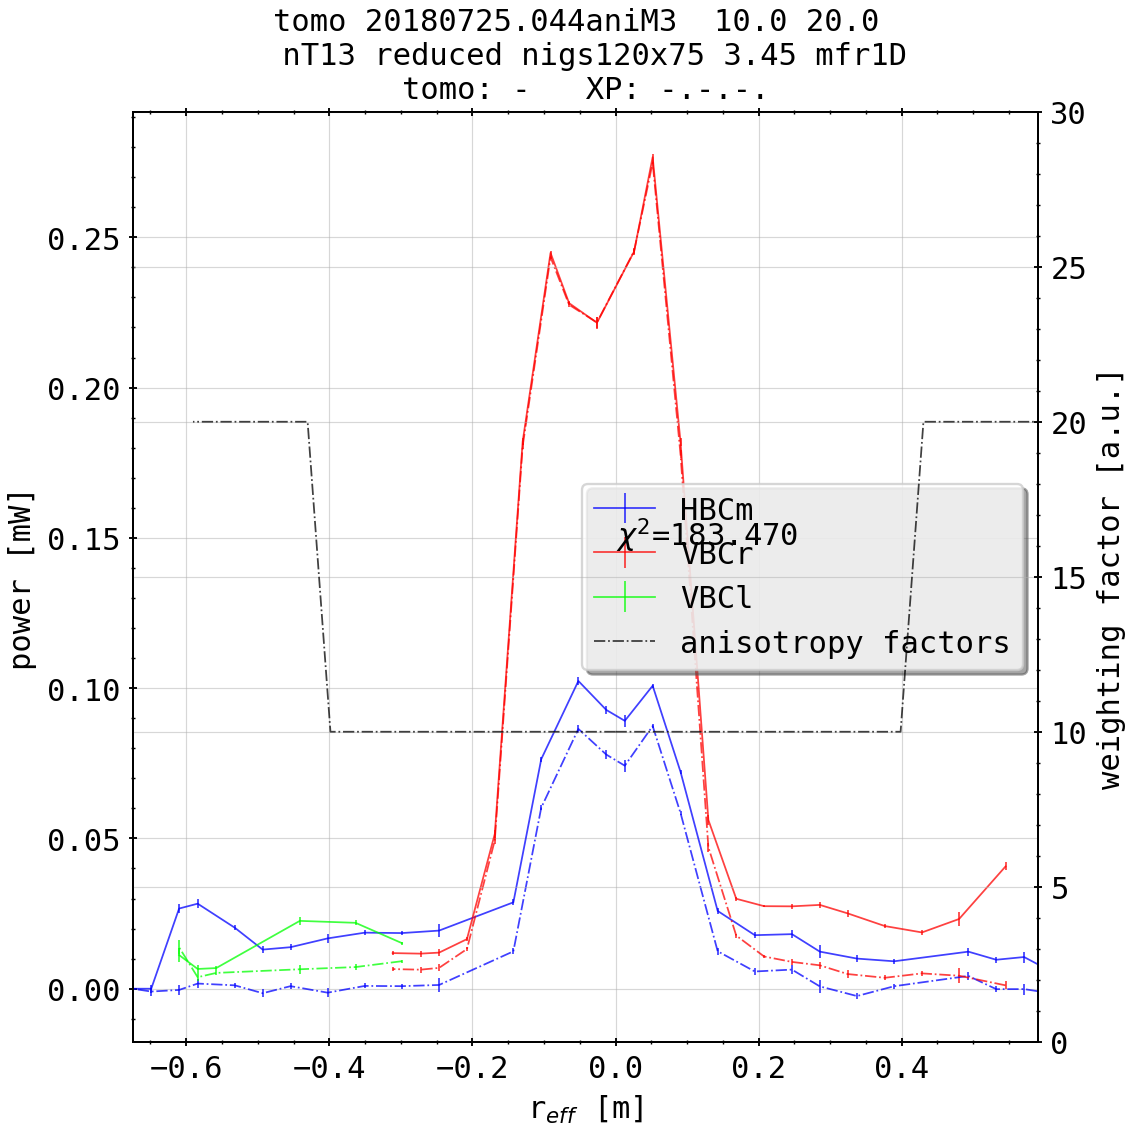 tomo 20180725.044aniM3  10.0 20.0
nT13 reduced nigs120x75 3.45 mfr1D
tomo: -   XP: -.-.-.
30
25
20
15
10
5
0
weighting factor [a.u.]
0.25
0.20
0.15
0.10
0.05
0.00
power [mW]
HBCm
χ²=183.470
VBCr
VBCl
anisotropy factors
−0.6 −0.4 −0.2 0.0 0.2 0.4
r_eff [m]